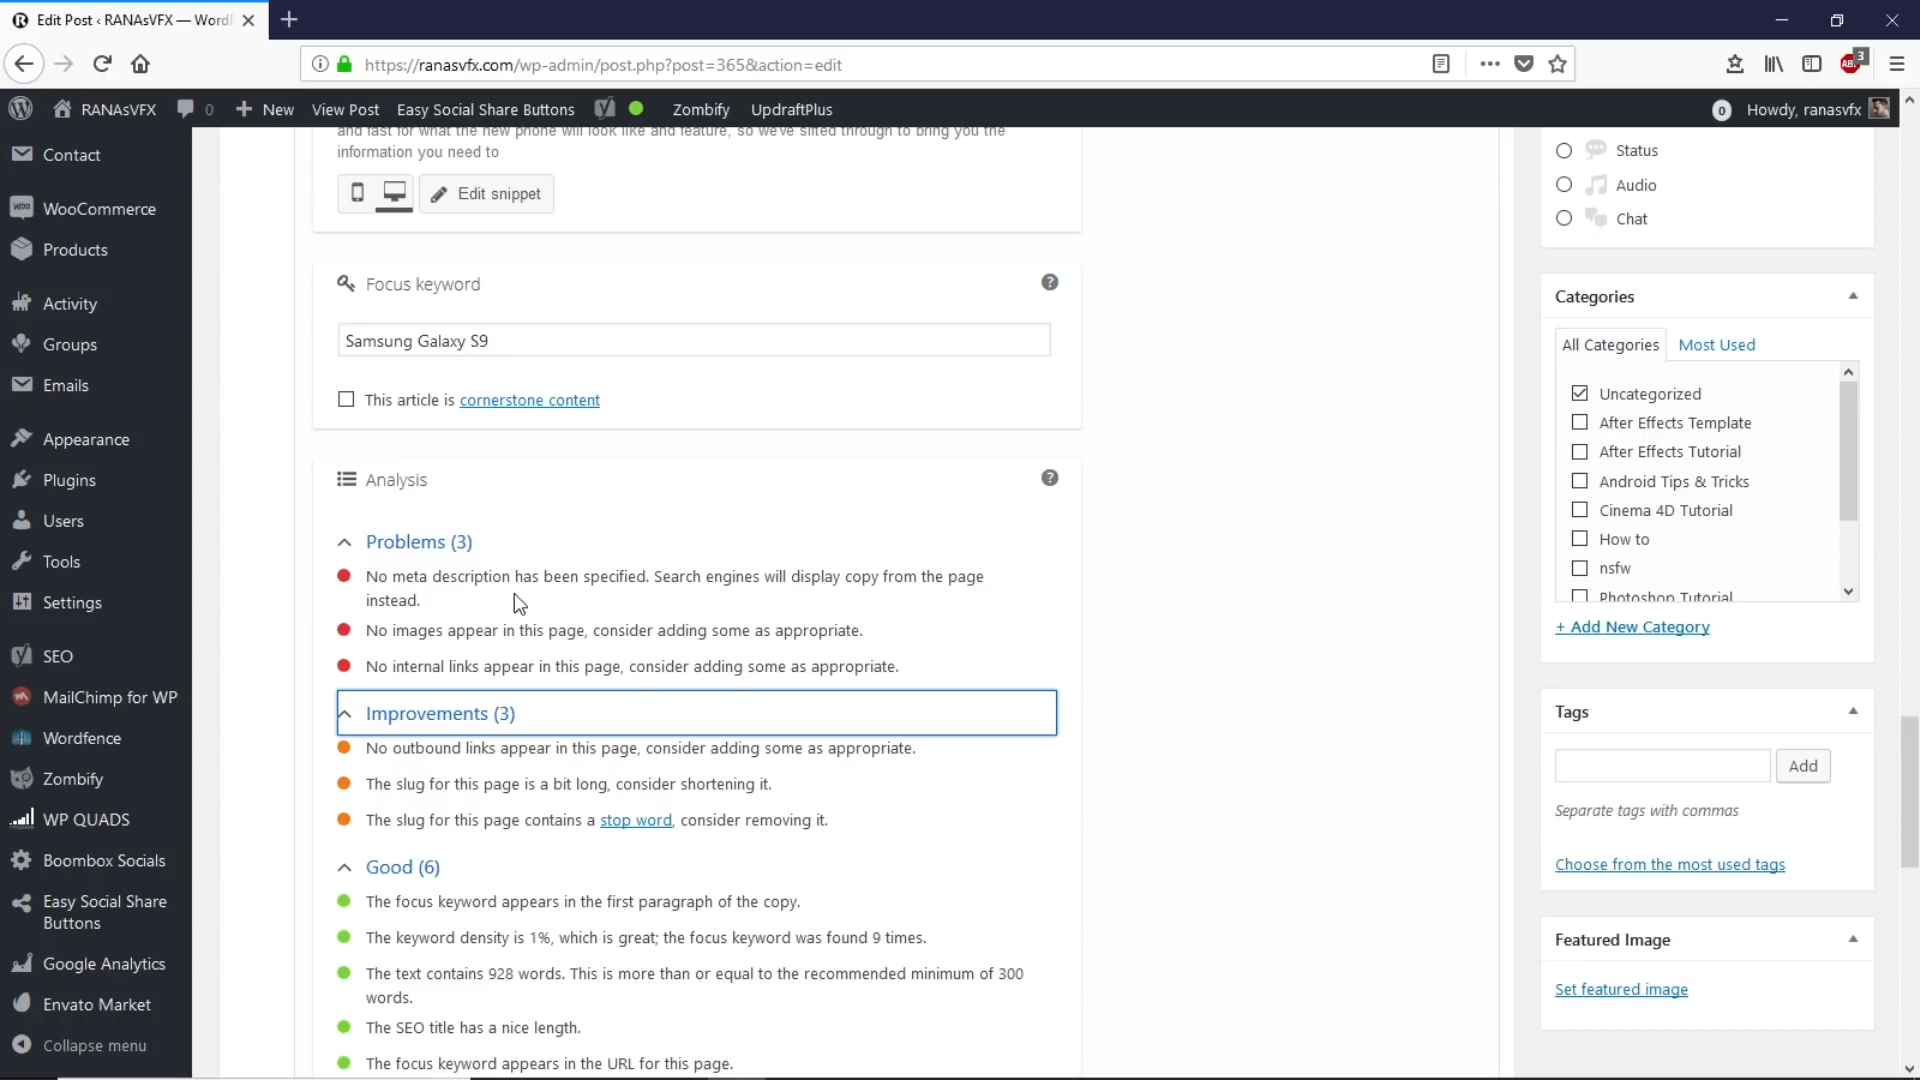 Edit Post ‹ RANAsVFX — Word
https://ranasvfx.com/wp-admin/post.php?post=365&action=edit
ABP
3
RANAsVFX
0
New
View Post
Easy Social Share Buttons
Zombify
UpdraftPlus
0
Howdy, ranasvfx
Contact
WooCommerce
Products
Activity
Groups
Emails
Appearance
Plugins
Users
Tools
Settings
SEO
MailChimp for WP
Wordfence
Zombify
WP QUADS
Boombox Socials
Easy Social Share
Buttons
Google Analytics
Envato Market
Collapse menu
and fast for what the new phone will look like and feature, so we've sifted through to bring you the
information you need to
Edit snippet
Focus keyword
Samsung Galaxy S9
This article is cornerstone content
Analysis
Problems (3)
No meta description has been specified. Search engines will display copy from the page
instead.
No images appear in this page, consider adding some as appropriate.
No internal links appear in this page, consider adding some as appropriate.
Improvements (3)
No outbound links appear in this page, consider adding some as appropriate.
The slug for this page is a bit long, consider shortening it.
The slug for this page contains a stop word, consider removing it.
Good (6)
The focus keyword appears in the first paragraph of the copy.
The keyword density is 1%, which is great; the focus keyword was found 9 times.
The text contains 928 words. This is more than or equal to the recommended minimum of 300
words.
The SEO title has a nice length.
The focus keyword appears in the URL for this page.
Status
Audio
Chat
Categories
All Categories
Most Used
Uncategorized
After Effects Template
After Effects Tutorial
Android Tips & Tricks
Cinema 4D Tutorial
How to
nsfw
Photoshop Tutorial
+ Add New Category
Tags
Add
Separate tags with commas
Choose from the most used tags
Featured Image
Set featured image